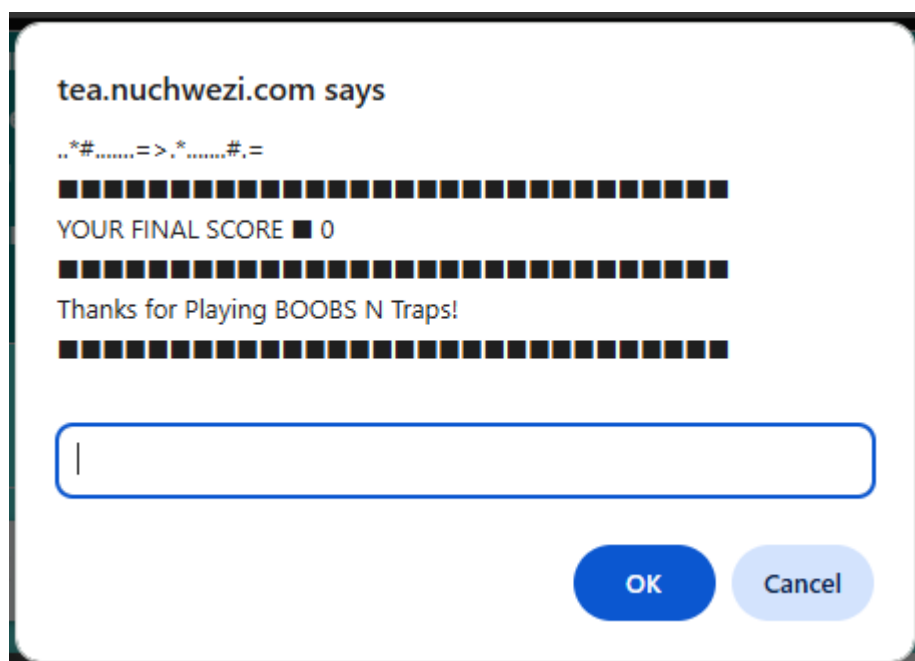 tea.nuchwezi.com says
..*#.......=>.*.......#.=
■■■■■■■■■■■■■■■■■■■■■■■■■■■■■■
YOUR FINAL SCORE ■ 0
■■■■■■■■■■■■■■■■■■■■■■■■■■■■■■
Thanks for Playing BOOBS N Traps!
■■■■■■■■■■■■■■■■■■■■■■■■■■■■■■
OK
Cancel